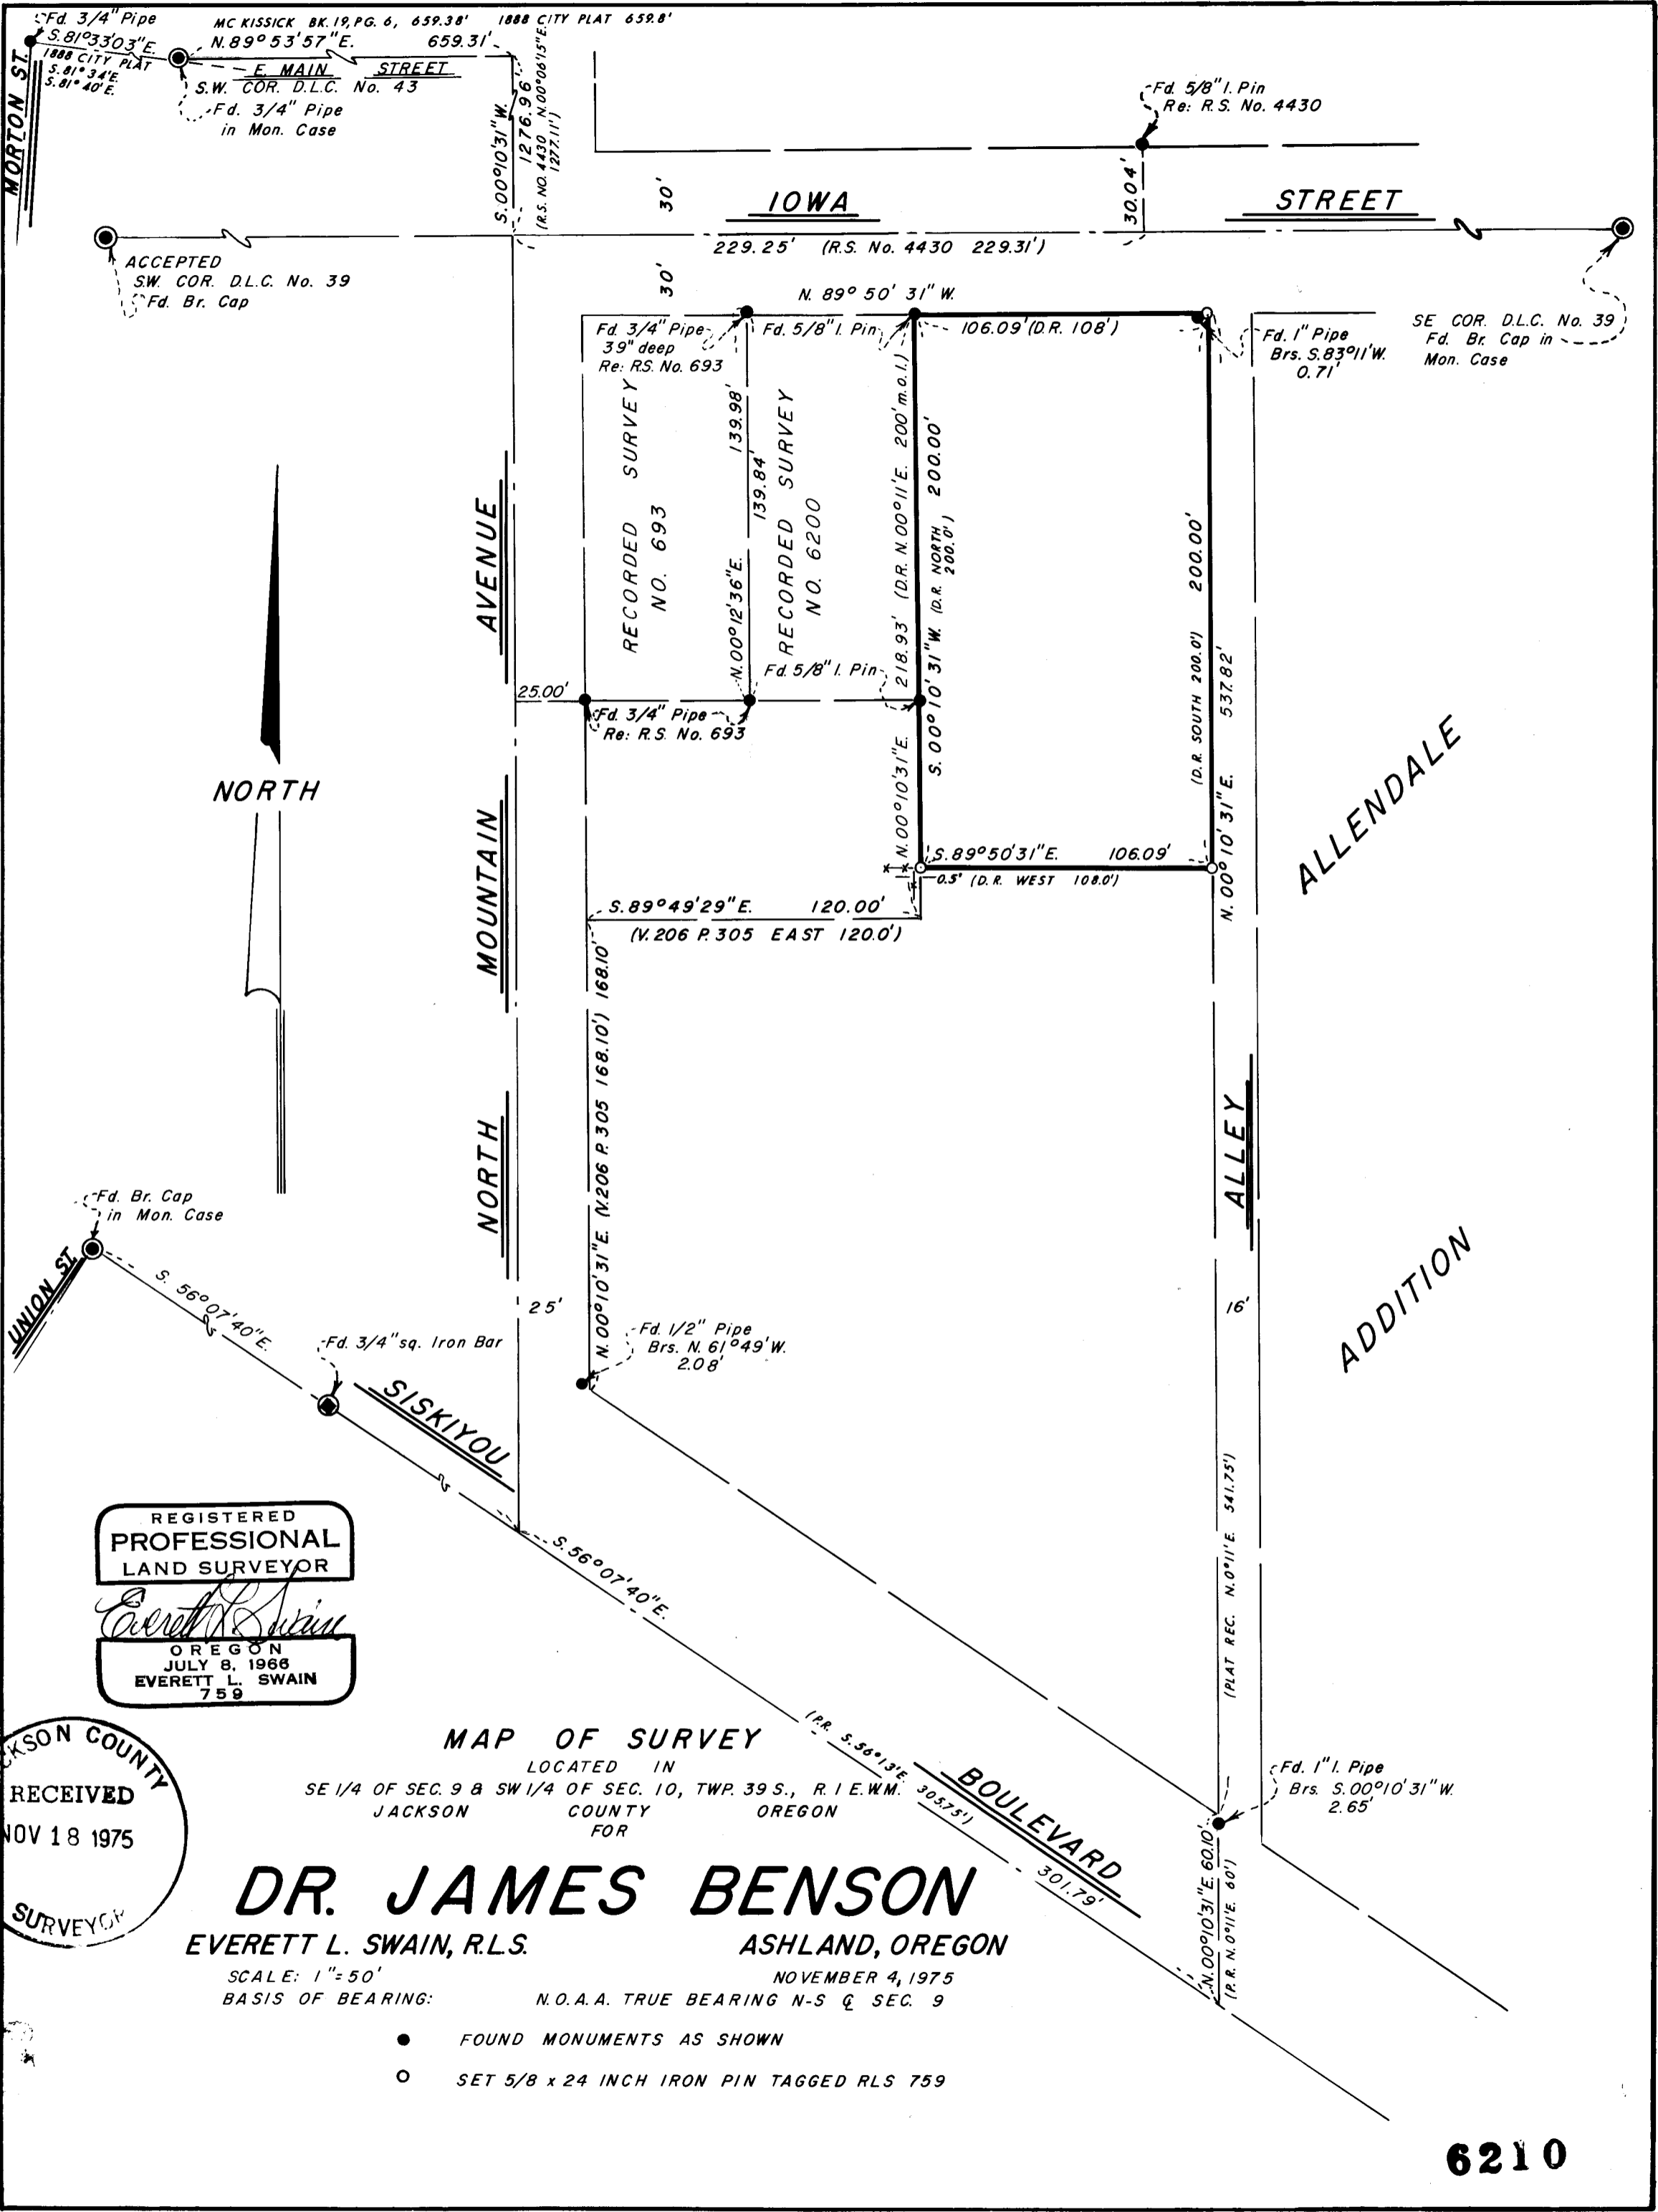 Fd. 3/4" Pipe
S.81°33'03"E.
1888 CITY PLAT
S.81°34'E.
S.81°40'E.
MORTON ST.
MC KISSICK BK.19, PG. 6, 659.38' 1888 CITY PLAT 659.8'
N.89°53'57"E. 659.31'
E. MAIN STREET
S.W. COR. D.L.C. No. 43
Fd. 3/4" Pipe
in Mon. Case
S.00°10'31"W.
1276.96'
(R.S. NO. 4430 N.00°06'15"E.
1277.11')
Fd. 5/8" I. Pin
Re: R.S. No. 4430
30.04'
30'
IOWA STREET
229.25' (R.S. No. 4430 229.31')
30'
ACCEPTED
S.W. COR. D.L.C. No. 39
Fd. Br. Cap
N. 89° 50' 31" W.
106.09' (D.R. 108')
Fd. 3/4" Pipe
39" deep
Re: RS. No. 693
Fd. 5/8" I. Pin
Fd. 1" Pipe
Brs. S.83°11'W.
0.71'
SE COR. D.L.C. No. 39
Fd. Br. Cap in
Mon. Case
RECORDED SURVEY
NO. 693
139.98'
139.84'
N.00°12'36"E.
RECORDED SURVEY
NO. 6200
N.00°10'31"E. 218.93' (D.R. N.00°11'E. 200' m.o.l.)
S. 00° 10' 31" W. (D.R. NORTH 200.0') 200.00'
(D.R. SOUTH 200.0') 200.00'
N. 00° 10' 31" E. 537.82'
Fd. 5/8" I. Pin
25.00'
Fd. 3/4" Pipe
Re: R.S. No. 693
NORTH
NORTH MOUNTAIN AVENUE
S.89°50'31"E. 106.09'
0.5' (D.R. WEST 108.0')
S.89°49'29"E. 120.00'
(V.206 P.305 EAST 120.0')
N.00°10'31"E. (V.206 P.305 168.10') 168.10'
ALLENDALE
ADDITION
ALLEY
16'
25'
Fd. Br. Cap
in Mon. Case
UNION ST.
S. 56°07'40"E.
Fd. 3/4" sq. Iron Bar
Fd. 1/2" Pipe
Brs. N. 61°49'W.
2.08'
SISKIYOU
S.56°07'40"E.
(PLAT REC. N.0°11'E. 541.75')
(P.R. S.56°13'E. 305.75')
301.79'
BOULEVARD
Fd. 1" I. Pipe
Brs. S.00°10'31"W.
2.65'
N.00°10'31"E. 60.10'
(P.R. N.0°11'E. 60')
REGISTERED
PROFESSIONAL
LAND SURVEYOR
Everett L. Swain
OREGON
JULY 8, 1966
EVERETT L. SWAIN
759
KSON COUNTY
RECEIVED
NOV 18 1975
SURVEYOR
MAP OF SURVEY
LOCATED IN
SE 1/4 OF SEC. 9 & SW 1/4 OF SEC. 10, TWP. 39 S., R. 1 E.W.M.
JACKSON COUNTY OREGON
FOR
DR. JAMES BENSON
EVERETT L. SWAIN, R.L.S. ASHLAND, OREGON
SCALE: 1"=50' NOVEMBER 4, 1975
BASIS OF BEARING: N.O.A.A. TRUE BEARING N-S ℄ SEC. 9
FOUND MONUMENTS AS SHOWN
SET 5/8 x 24 INCH IRON PIN TAGGED RLS 759
6210